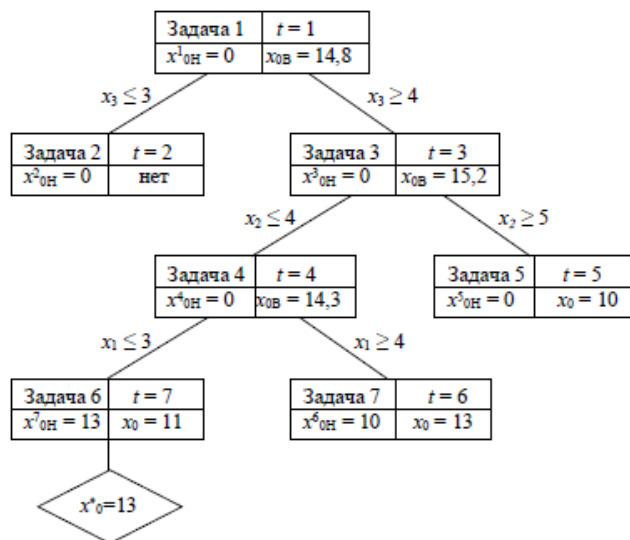 Задача 1 t = 1
x¹₀Н = 0 x₀В = 14,8
x₃ ≤ 3 x₃ ≥ 4
Задача 2 t = 2 Задача 3 t = 3
x²₀Н = 0 нет x³₀Н = 0 x₀В = 15,2
x₂ ≤ 4 x₂ ≥ 5
Задача 4 t = 4 Задача 5 t = 5
x⁴₀Н = 0 x₀В = 14,3 x⁵₀Н = 0 x₀ = 10
x₁ ≤ 3 x₁ ≥ 4
Задача 6 t = 7 Задача 7 t = 6
x⁷₀Н = 13 x₀ = 11 x⁶₀Н = 10 x₀ = 13
x*₀=13